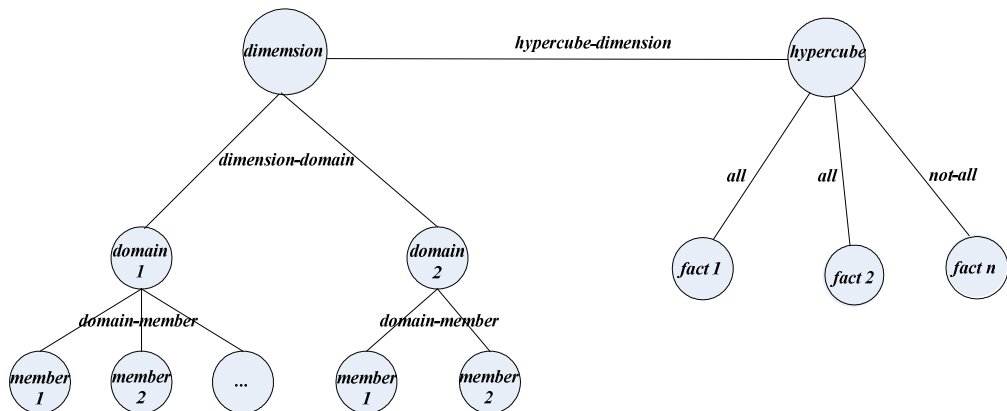 dimemsion
hypercube-dimension
hypercube
dimension-domain
all
all
not-all
domain
1
domain
2
fact 1
fact 2
fact n
domain-member
domain-member
member
1
member
2
...
member
1
member
2